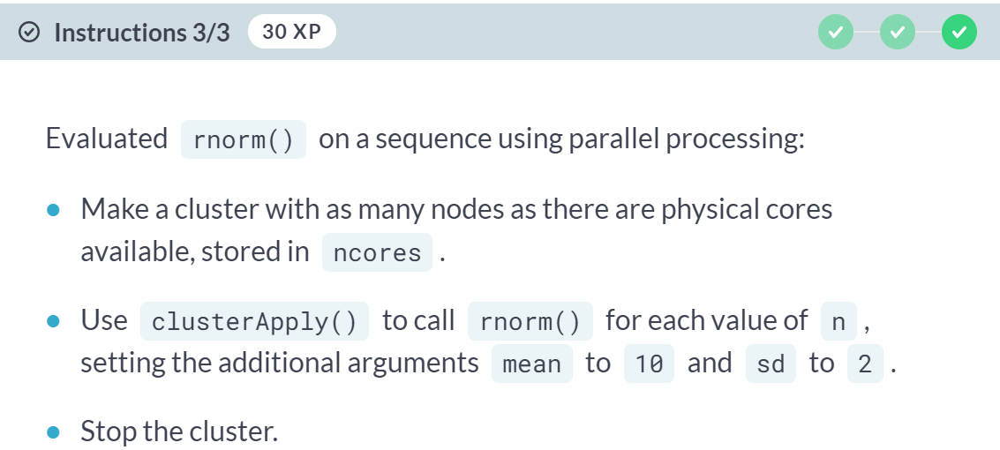 Instructions 3/3 30 XP
Evaluated rnorm() on a sequence using parallel processing:
Make a cluster with as many nodes as there are physical cores
available, stored in ncores .
Use clusterApply() to call rnorm() for each value of n ,
setting the additional arguments mean to 10 and sd to 2 .
Stop the cluster.